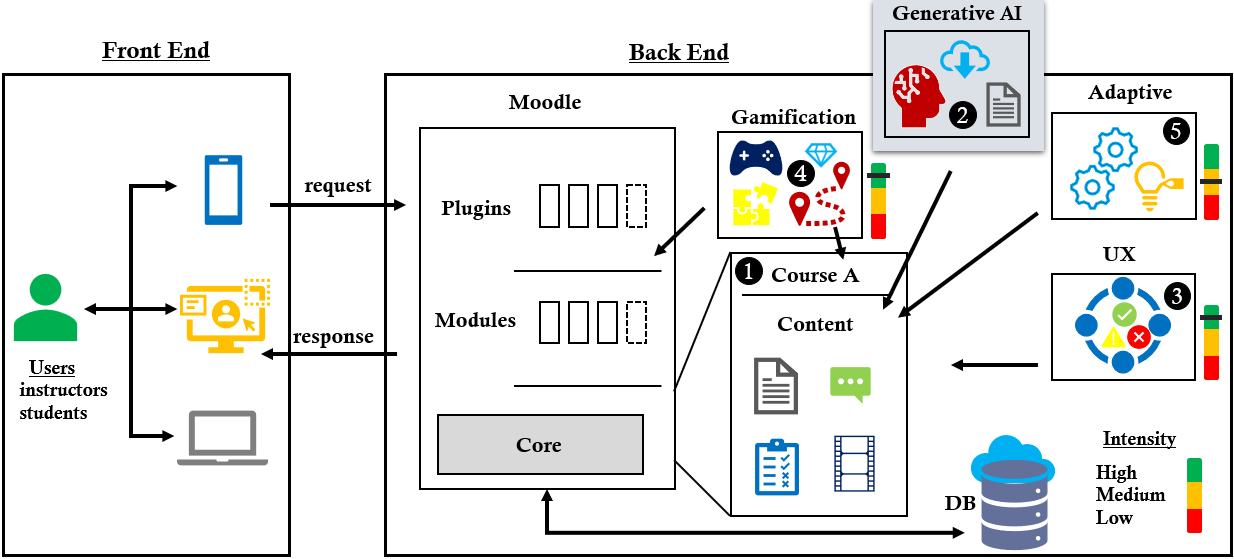 Front End
Back End
Generative AI
2
Moodle
Gamification
4
Adaptive
5
request
Plugins
Modules
response
Core
Users
instructors
students
1
Course A
Content
UX
3
DB
Intensity
High
Medium
Low